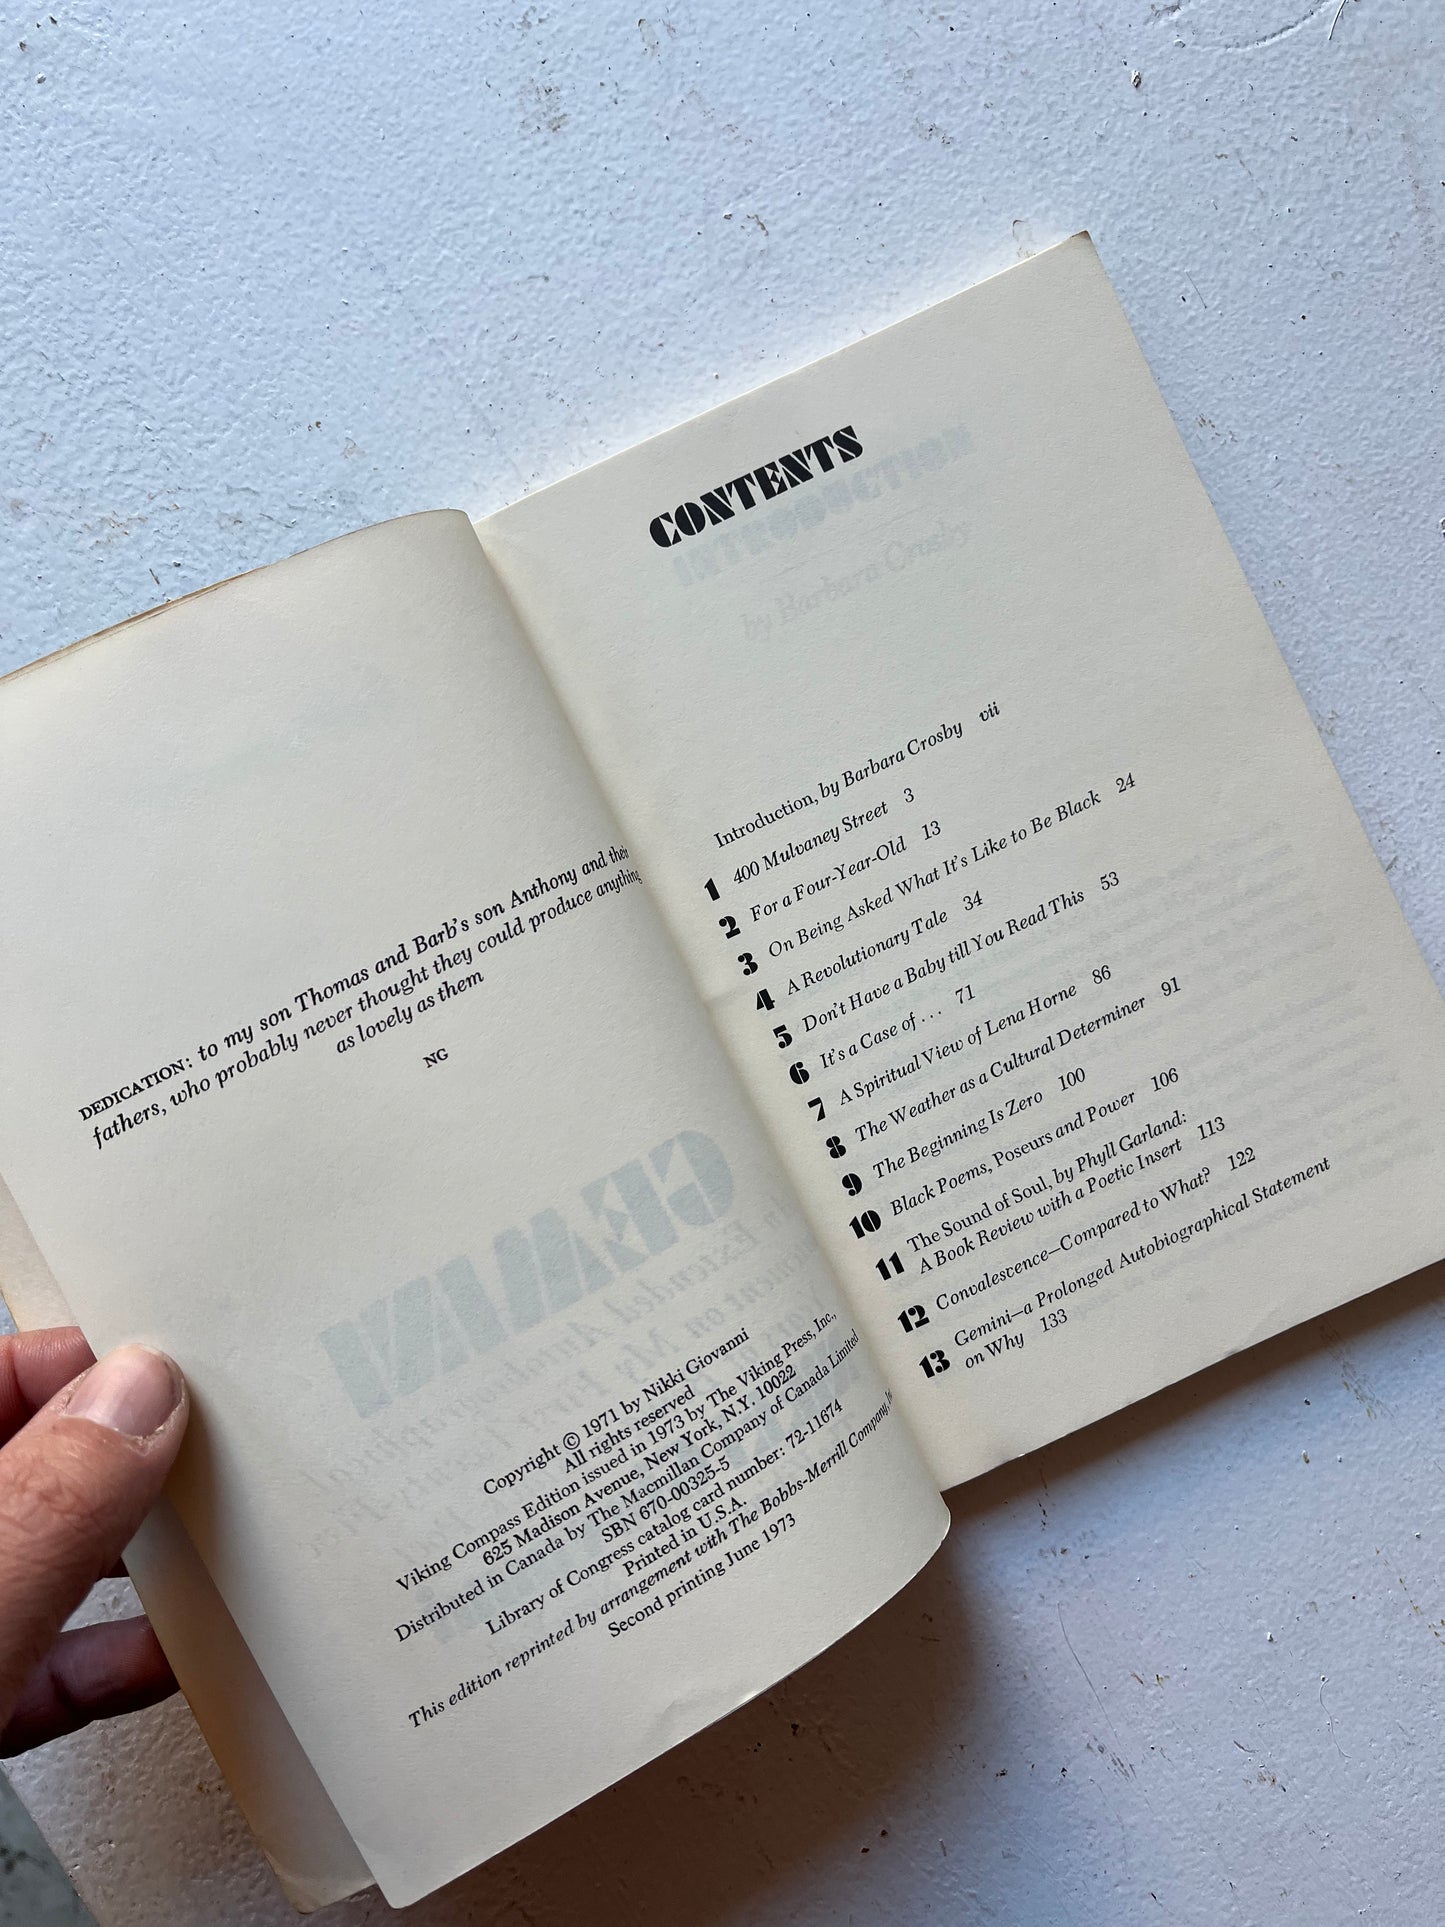 DEDICATION: to my son Thomas and Barb's son Anthony and their
fathers, who probably never thought they could produce anything
as lovely as them
NG
Copyright © 1971 by Nikki Giovanni
All rights reserved
Viking Compass Edition issued in 1973 by The Viking Press, Inc.,
625 Madison Avenue, New York, N.Y. 10022
Distributed in Canada by The Macmillan Company of Canada Limited
SBN 670-00325-5
Library of Congress catalog card number: 72-11674
Printed in U.S.A.
This edition reprinted by arrangement with The Bobbs-Merrill Company, Inc
Second printing June 1973
CONTENTS
INTRODUCTION
by Barbara Crosby
Introduction, by Barbara Crosby vii
1 400 Mulvaney Street 3
2 For a Four-Year-Old 13
3 On Being Asked What It's Like to Be Black 24
4 A Revolutionary Tale 34
5 Don't Have a Baby till You Read This 53
6 It's a Case of . . . 71
7 A Spiritual View of Lena Horne 86
8 The Weather as a Cultural Determiner 91
9 The Beginning Is Zero 100
10 Black Poems, Poseurs and Power 106
11 The Sound of Soul, by Phyll Garland:
A Book Review with a Poetic Insert 113
12 Convalescence—Compared to What? 122
13 Gemini—a Prolonged Autobiographical Statement
on Why 133